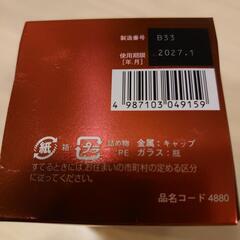 製造番号 B33
使用期限
[年.月] 2027.1
4 987103 049159
紙 箱 プラ 詰め物 金属:キャップ
PE ガラス:瓶
すてるときには、お住まいの市町村の定める区分
に従ってください。
品名コード 4880